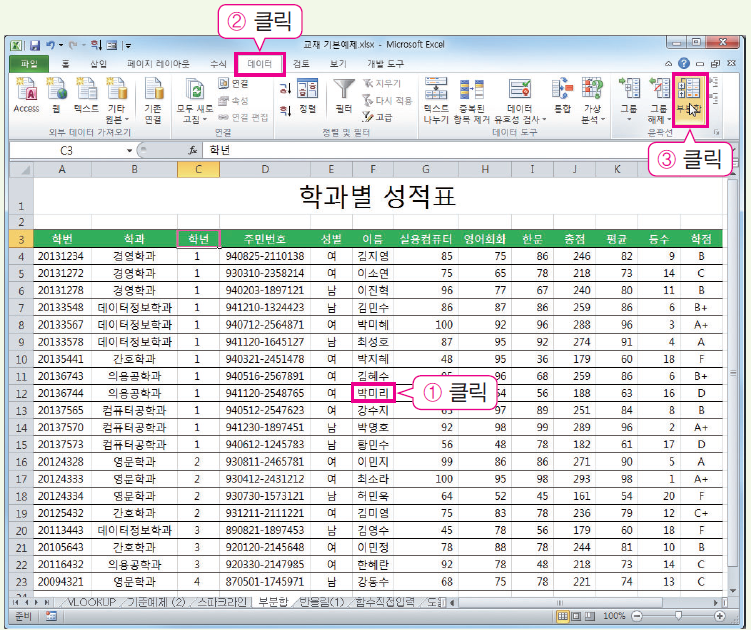 ② 클릭
교재 기본예제.xlsx - Microsoft Excel
파일 홈 삽입 페이지 레이아웃 수식 데이터 검토 보기 개발 도구
Access 웹 텍스트 기타 원본 기존 연결 모두 새로 고침 연결 속성 연결 편집 정렬 필터 지우기 다시 적용 고급 텍스트 나누기 중복된 항목 제거 데이터 유효성 검사 통합 가상 분석 그룹 그룹 해제 부분합
외부 데이터 가져오기 연결 정렬 및 필터 데이터 도구 윤곽선
③ 클릭
C3 fx 학년
A B C D E F G H I J K
1 학과별 성적표
2
3 학번 학과 학년 주민번호 성별 이름 실용컴퓨터 영어회화 한문 총점 평균 등수 학점
4 20131234 경영학과 1 940825-2110138 여 김지영 85 75 86 246 82 9 B
5 20131272 경영학과 1 930310-2358214 여 이소연 75 65 78 218 73 14 C
6 20131278 경영학과 1 940203-1897121 남 이진혁 96 77 67 240 80 11 B
7 20133548 데이터정보학과 1 941210-1324423 남 김민수 86 87 86 259 86 6 B+
8 20133567 데이터정보학과 1 940712-2564871 여 박미혜 100 92 96 288 96 3 A+
9 20133578 데이터정보학과 1 941120-1645127 남 최성호 87 95 92 274 91 4 A
10 20135441 간호학과 1 940321-2451478 여 박지혜 48 95 36 179 60 18 F
11 20136743 의용공학과 1 940516-2567891 여 김혜수 96 68 259 86 6 B+
12 20136744 의용공학과 1 941120-2548765 여 박미리 54 56 188 63 16 D
① 클릭
13 20137565 컴퓨터공학과 1 940512-2547623 여 강수지 97 89 251 84 8 B
14 20137570 컴퓨터공학과 1 941230-1897451 남 박명호 92 98 99 289 96 2 A+
15 20137573 컴퓨터공학과 1 940612-1245783 남 황민수 56 48 78 182 61 17 D
16 20124328 영문학과 2 930811-2465781 여 이민지 99 86 86 271 90 5 A
17 20124333 영문학과 2 930412-2431212 여 최소라 100 95 98 293 98 1 A+
18 20124334 영문학과 2 930730-1573121 남 허민욱 64 52 45 161 54 20 F
19 20125432 간호학과 2 931211-2111221 여 김미영 75 83 78 236 79 12 C+
20 20113443 데이터정보학과 3 890821-1897453 남 김영수 45 78 56 179 60 18 F
21 20105643 간호학과 3 920120-2145648 여 이민정 78 88 78 244 81 10 B
22 20116432 의용공학과 3 920330-2147985 여 한혜란 92 78 48 218 73 14 C
23 20094321 영문학과 4 870501-1745971 남 강동수 68 75 78 221 74 13 C
VLOOKUP 기본예제 (2) 스파크라인 부분합 반올림(1) 함수직접입력
준비 100%